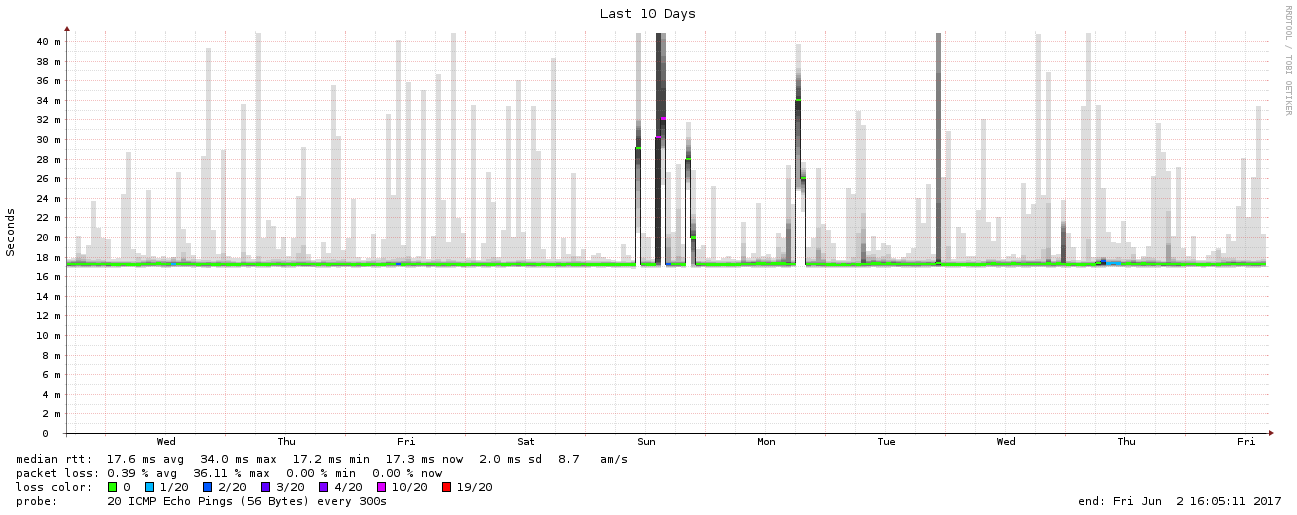 Last 10 Days
RRDTOOL / TOBI OETIKER
Seconds
40 m
38 m
36 m
34 m
32 m
30 m
28 m
26 m
24 m
22 m
20 m
18 m
16 m
14 m
12 m
10 m
8 m
6 m
4 m
2 m
0
Wed Thu Fri Sat Sun Mon Tue Wed Thu Fri
median rtt: 17.6 ms avg 34.0 ms max 17.2 ms min 17.3 ms now 2.0 ms sd 8.7 am/s
packet loss: 0.39 % avg 36.11 % max 0.00 % min 0.00 % now
loss color: 0 1/20 2/20 3/20 4/20 10/20 19/20
probe: 20 ICMP Echo Pings (56 Bytes) every 300s end: Fri Jun 2 16:05:11 2017